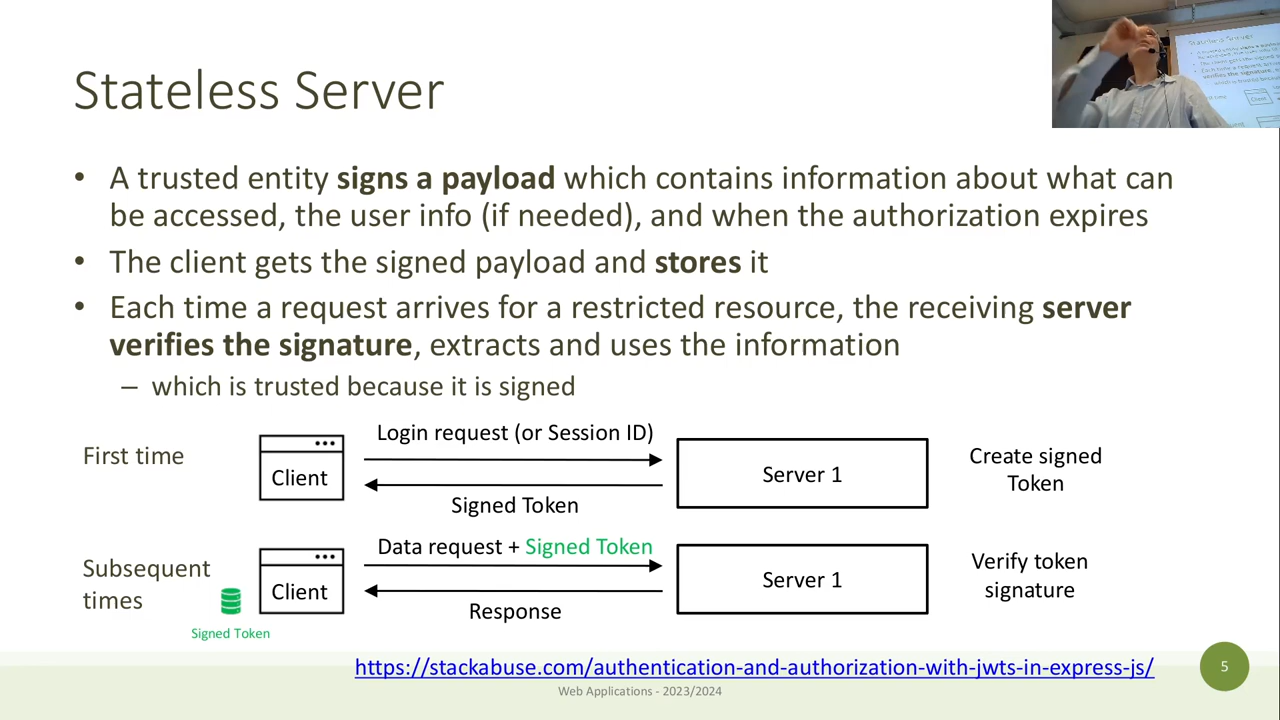 Stateless Server
• A trusted entity signs a payload which contains information about what can
be accessed, the user info (if needed), and when the authorization expires
• The client gets the signed payload and stores it
• Each time a request arrives for a restricted resource, the receiving server
verifies the signature, extracts and uses the information
– which is trusted because it is signed
First time
Client
Login request (or Session ID)
Signed Token
Server 1
Create signed
Token
Subsequent
times
Signed Token
Client
Data request + Signed Token
Response
Server 1
Verify token
signature
https://stackabuse.com/authentication-and-authorization-with-jwts-in-express-js/
Web Applications - 2023/2024
5